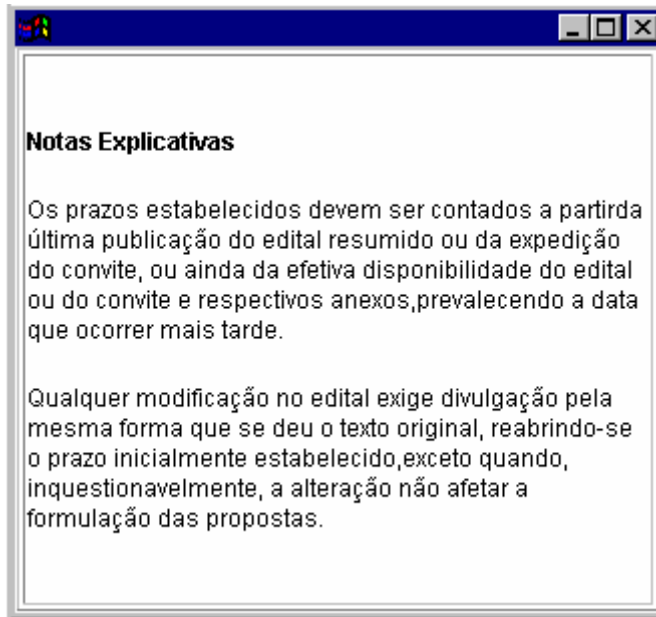 Notas Explicativas
Os prazos estabelecidos devem ser contados a partirda
última publicação do edital resumido ou da expedição
do convite, ou ainda da efetiva disponibilidade do edital
ou do convite e respectivos anexos,prevalecendo a data
que ocorrer mais tarde.
Qualquer modificação no edital exige divulgação pela
mesma forma que se deu o texto original, reabrindo-se
o prazo inicialmente estabelecido,exceto quando,
inquestionavelmente, a alteração não afetar a
formulação das propostas.